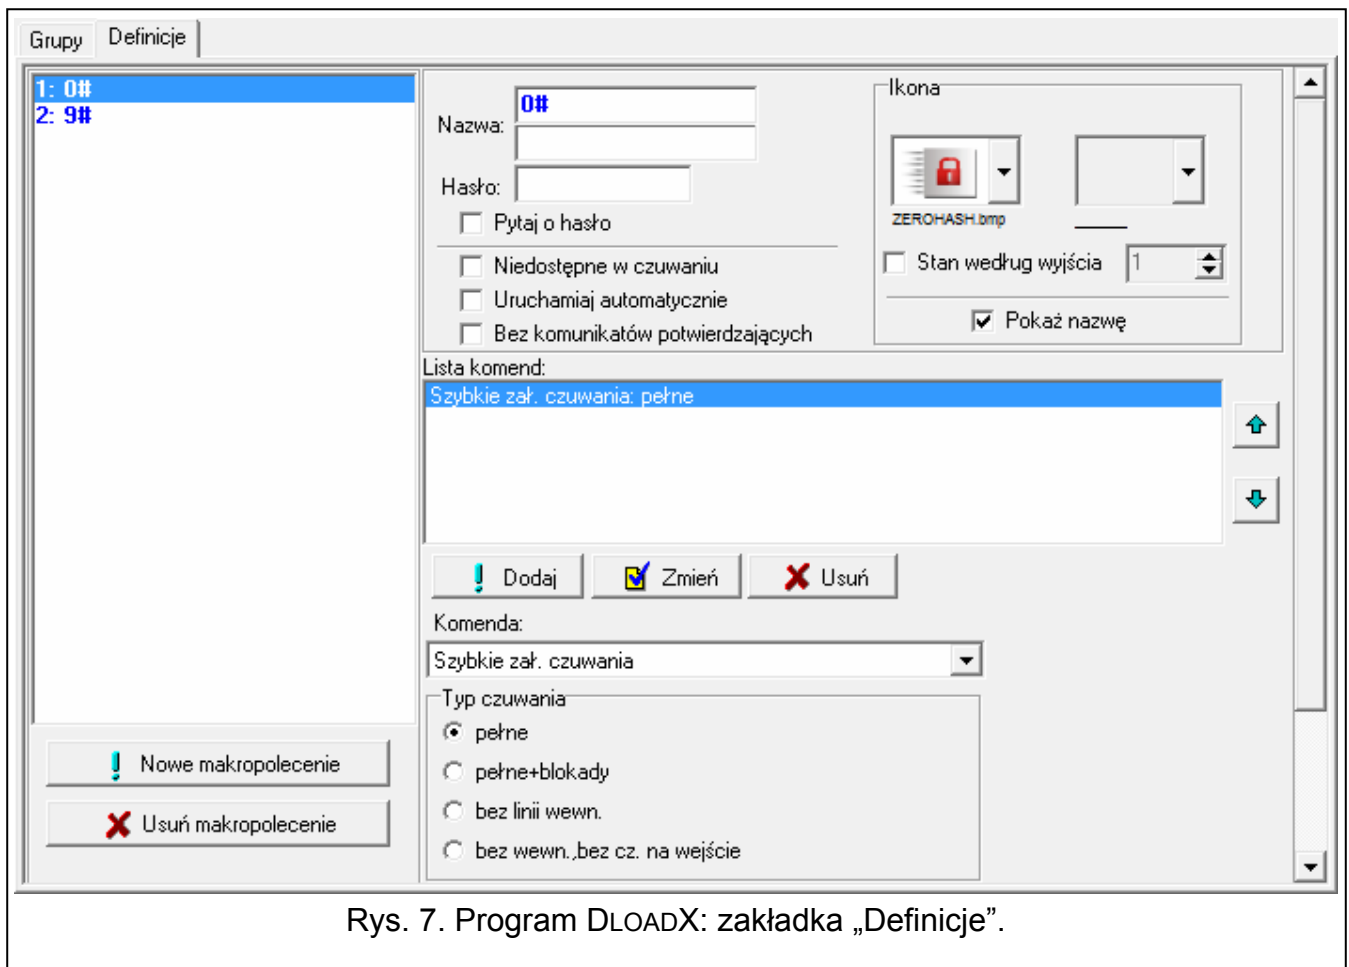 Grupy
Definicje
1: 0#
2: 9#
Nowe makropolecenie
Usuń makropolecenie
Nazwa:
0#
Hasło:
Pytaj o hasło
Niedostępne w czuwaniu
Uruchamiaj automatycznie
Bez komunikatów potwierdzających
Ikona
ZEROHASH.bmp
Stan według wyjścia
1
Pokaż nazwę
Lista komend:
Szybkie zał. czuwania: pełne
Dodaj
Zmień
Usuń
Komenda:
Szybkie zał. czuwania
Typ czuwania
pełne
pełne+blokady
bez linii wewn.
bez wewn.,bez cz. na wejście
Rys. 7. Program DLOADX: zakładka „Definicje”.